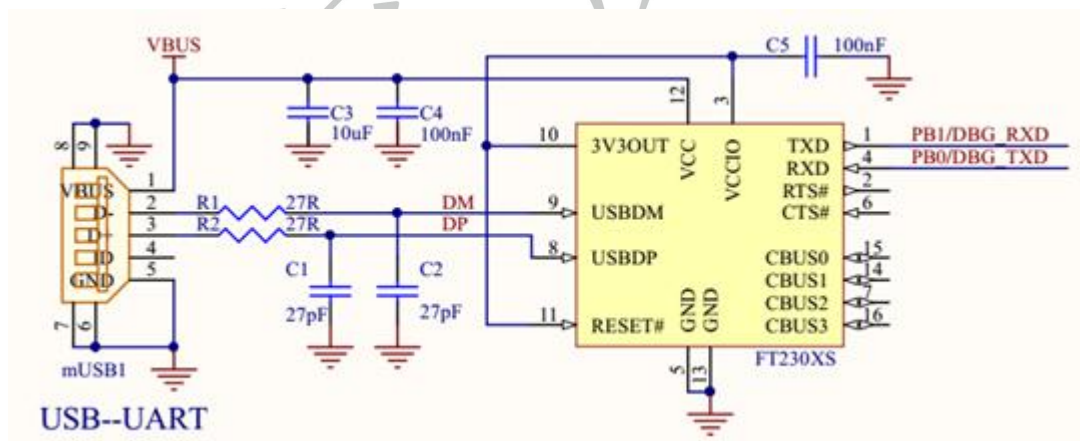 VBUS
C5 100nF
C3
10uF
C4
100nF
12
3
8
9
10
3V3OUT
VCC
VCCIO
TXD
1
PB1/DBG_RXD
RXD
4
PB0/DBG_TXD
RTS#
2
CTS#
6
VBUS
1
D-
2
R1 27R
DM
9
USBDM
D+
3
R2 27R
DP
8
USBDP
ID
4
GND
5
C1
27pF
C2
27pF
CBUS0
15
CBUS1
14
CBUS2
7
CBUS3
16
11
RESET#
GND
GND
7
6
5
13
FT230XS
mUSB1
USB--UART